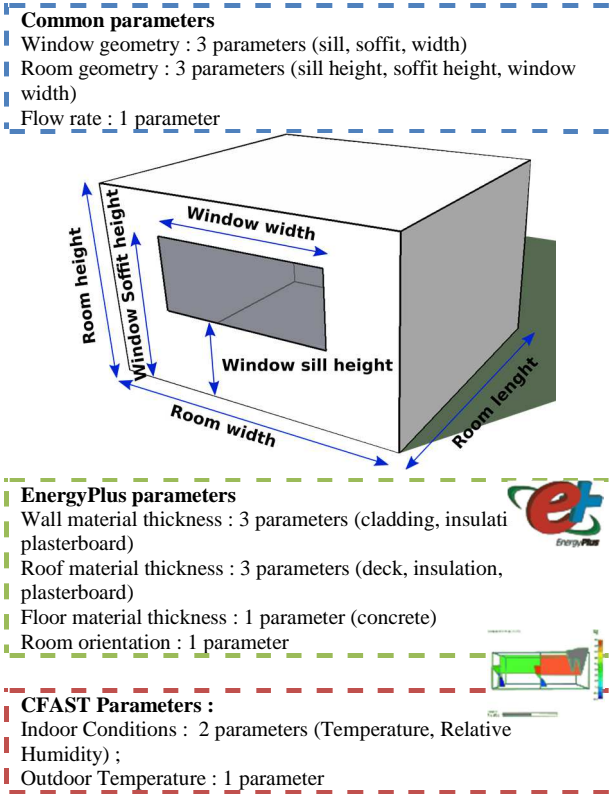 Common parameters
Window geometry : 3 parameters (sill, soffit, width)
Room geometry : 3 parameters (sill height, soffit height, window
width)
Flow rate : 1 parameter
Window width
Room height
Window Soffit height
Window sill height
Room width
Room lenght
EnergyPlus parameters
Wall material thickness : 3 parameters (cladding, insulati
plasterboard)
Roof material thickness : 3 parameters (deck, insulation,
plasterboard)
Floor material thickness : 1 parameter (concrete)
Room orientation : 1 parameter
e+
EnergyPlus
CFAST Parameters :
Indoor Conditions : 2 parameters (Temperature, Relative
Humidity) ;
Outdoor Temperature : 1 parameter